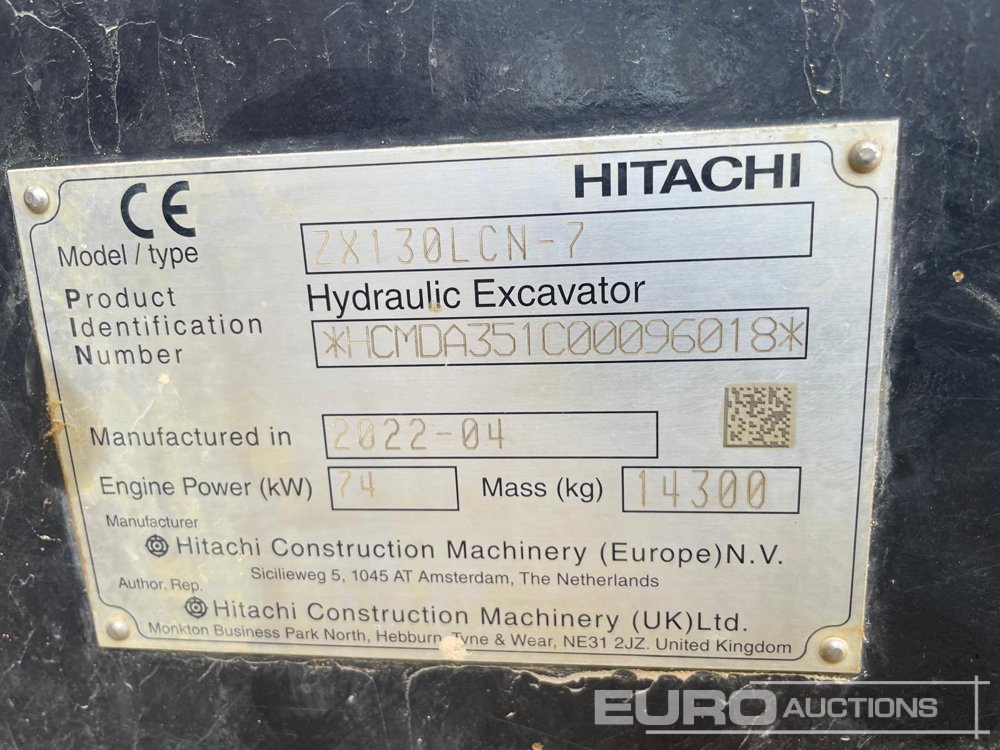 CE
HITACHI
Model / type ZX130LCN-7
Product Hydraulic Excavator
Identification
Number *HCMDA351C00096018*
Manufactured in 2022-04
Engine Power (kW) 74 Mass (kg) 14300
Manufacturer
Hitachi Construction Machinery (Europe)N.V.
Sicilieweg 5, 1045 AT Amsterdam, The Netherlands
Author. Rep.
Hitachi Construction Machinery (UK)Ltd.
Monkton Business Park North, Hebburn, Tyne & Wear, NE31 2JZ. United Kingdom
EURO AUCTIONS